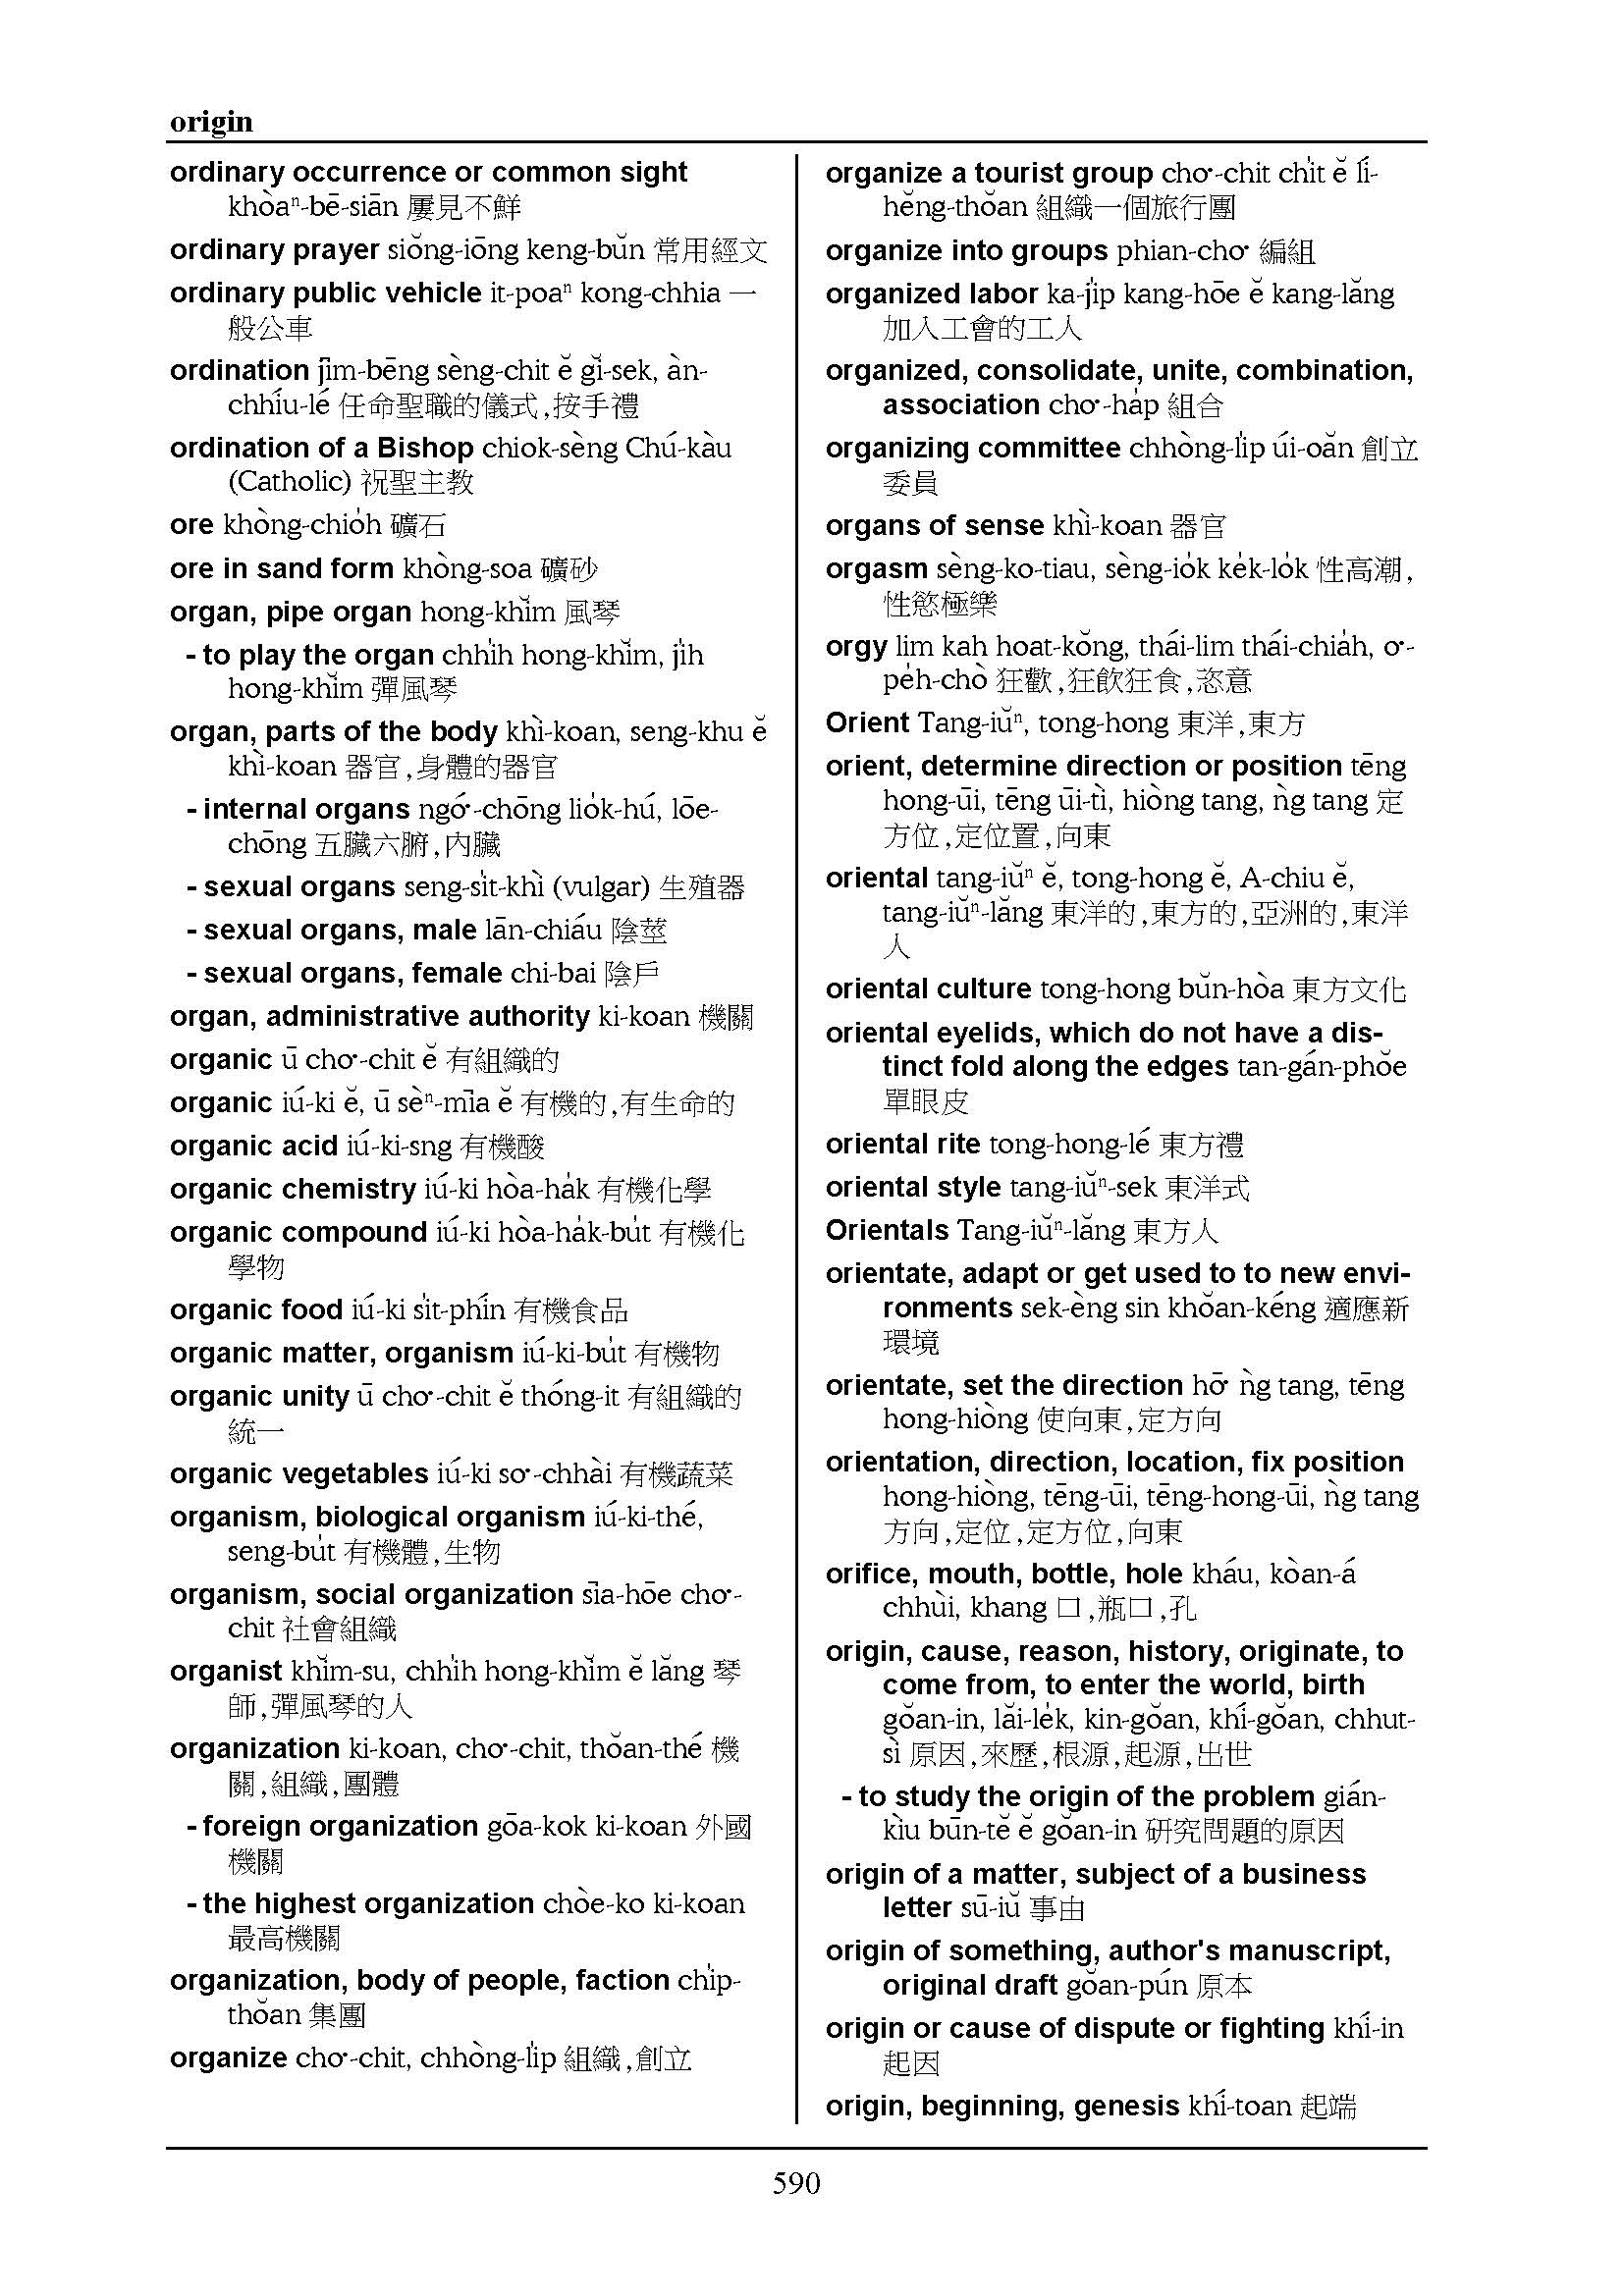 origin
ordinary occurrence or common sight
khòaⁿ-bē-siān 屢見不鮮
ordinary prayer siŏng-iōng keng-bŭn 常用經文
ordinary public vehicle it-poaⁿ kong-chhia 一
般公車
ordination jīm-bēng sèng-chit ĕ gĭ-sek, àn-
chhíu-lé 任命聖職的儀式,按手禮
ordination of a Bishop chiok-sèng Chú-kàu
(Catholic) 祝聖主教
ore khòng-chio̍h 礦石
ore in sand form khòng-soa 礦砂
organ, pipe organ hong-khĭm 風琴
- to play the organ chhi̍h hong-khĭm, ji̍h
hong-khĭm 彈風琴
organ, parts of the body khì-koan, seng-khu ĕ
khì-koan 器官,身體的器官
- internal organs ngó͘-chōng lio̍k-hú, lōe-
chōng 五臟六腑,內臟
- sexual organs seng-si̍t-khì (vulgar) 生殖器
- sexual organs, male lān-chiáu 陰莖
- sexual organs, female chi-bai 陰戶
organ, administrative authority ki-koan 機關
organic ū cho͘-chit ĕ 有組織的
organic iú-ki ĕ, ū sèⁿ-mīa ĕ 有機的,有生命的
organic acid iú-ki-sng 有機酸
organic chemistry iú-ki hòa-ha̍k 有機化學
organic compound iú-ki hòa-ha̍k-bu̍t 有機化
學物
organic food iú-ki si̍t-phín 有機食品
organic matter, organism iú-ki-bu̍t 有機物
organic unity ū cho͘-chit ĕ thóng-it 有組織的
統一
organic vegetables iú-ki so͘-chhài 有機蔬菜
organism, biological organism iú-ki-thé,
seng-bu̍t 有機體,生物
organism, social organization sīa-hōe cho͘-
chit 社會組織
organist khĭm-su, chhi̍h hong-khĭm ĕ lăng 琴
師,彈風琴的人
organization ki-koan, cho͘-chit, thŏan-thé 機
關,組織,團體
- foreign organization gōa-kok ki-koan 外國
機關
- the highest organization chòe-ko ki-koan
最高機關
organization, body of people, faction chi̍p-
thŏan 集團
organize cho͘-chit, chhòng-li̍p 組織,創立
organize a tourist group cho͘-chit chi̍t ĕ lí-
hĕng-thŏan 組織一個旅行團
organize into groups phian-cho͘ 編組
organized labor ka-ji̍p kang-hōe ĕ kang-lăng
加入工會的工人
organized, consolidate, unite, combination,
association cho͘-ha̍p 組合
organizing committee chhòng-li̍p úi-oăn 創立
委員
organs of sense khì-koan 器官
orgasm sèng-ko-tiau, sèng-io̍k ke̍k-lo̍k 性高潮,
性慾極樂
orgy lim kah hoat-kŏng, thái-lim thái-chia̍h, o͘-
pe̍h-chò 狂歡,狂飲狂食,恣意
Orient Tang-iŭⁿ, tong-hong 東洋,東方
orient, determine direction or position tēng
hong-ūi, tēng ūi-tì, hiòng tang, ǹg tang 定
方位,定位置,向東
oriental tang-iŭⁿ ĕ, tong-hong ĕ, A-chiu ĕ,
tang-iŭⁿ-lăng 東洋的,東方的,亞洲的,東洋
人
oriental culture tong-hong bŭn-hòa 東方文化
oriental eyelids, which do not have a dis-
tinct fold along the edges tan-gán-phŏe
單眼皮
oriental rite tong-hong-lé 東方禮
oriental style tang-iŭⁿ-sek 東洋式
Orientals Tang-iŭⁿ-lăng 東方人
orientate, adapt or get used to to new envi-
ronments sek-èng sin khŏan-kéng 適應新
環境
orientate, set the direction hō͘ ǹg tang, tēng
hong-hiòng 使向東,定方向
orientation, direction, location, fix position
hong-hiòng, tēng-ūi, tēng-hong-ūi, ǹg tang
方向,定位,定方位,向東
orifice, mouth, bottle, hole kháu, kòan-á
chhùi, khang 口,瓶口,孔
origin, cause, reason, history, originate, to
come from, to enter the world, birth
gŏan-in, lăi-le̍k, kin-gŏan, khí-gŏan, chhut-
sì 原因,來歷,根源,起源,出世
- to study the origin of the problem gián-
kìu būn-tĕ ĕ gŏan-in 研究問題的原因
origin of a matter, subject of a business
letter sū-iŭ 事由
origin of something, author's manuscript,
original draft gŏan-pún 原本
origin or cause of dispute or fighting khí-in
起因
origin, beginning, genesis khí-toan 起端
590